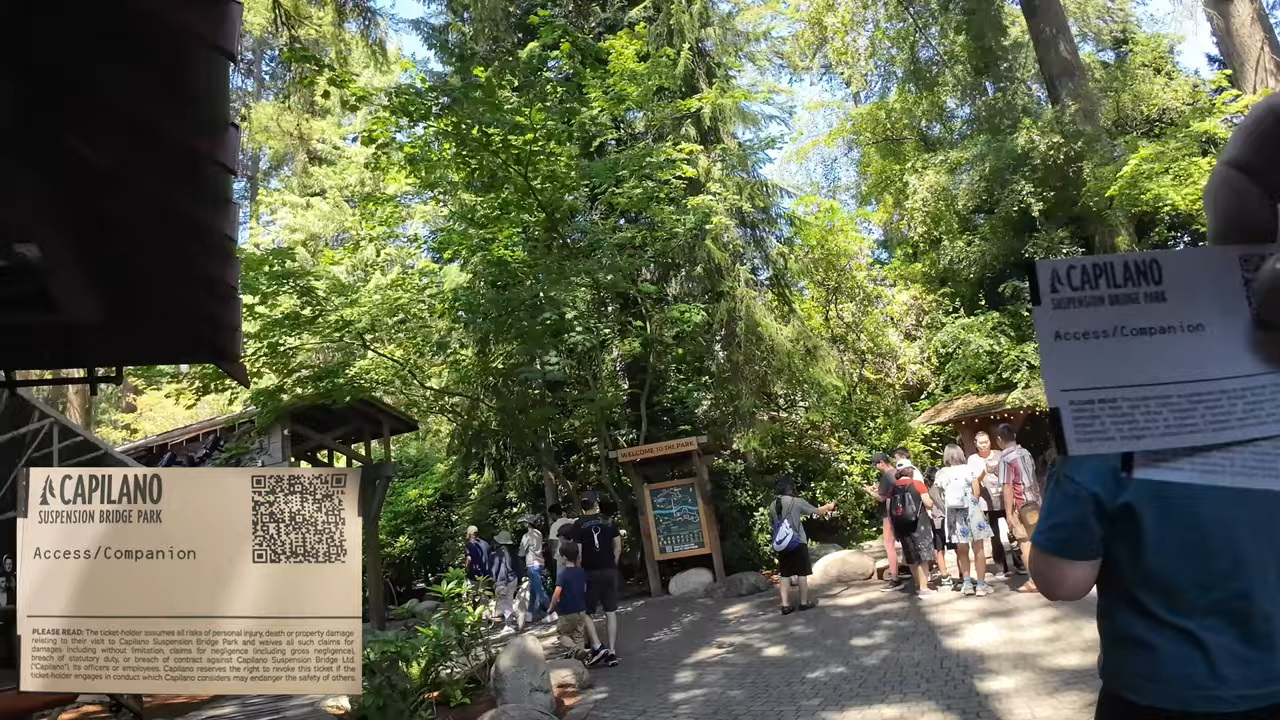 WELCOME TO THE PARK
CAPILANO
SUSPENSION BRIDGE PARK
Access/Companion
PLEASE READ:
CAPILANO
SUSPENSION BRIDGE PARK
Access/Companion
PLEASE READ: The ticket-holder assumes all risks of personal injury, death or property damage
relating to their visit to Capilano Suspension Bridge Park and waives all such claims for
damages including without limitation, claims for negligence (including gross negligence),
breach of statutory duty, or breach of contract against Capilano Suspension Bridge Ltd.
("Capilano"), its officers or employees. Capilano reserves the right to revoke this ticket if the
ticket-holder engages in conduct which Capilano considers may endanger the safety of others.